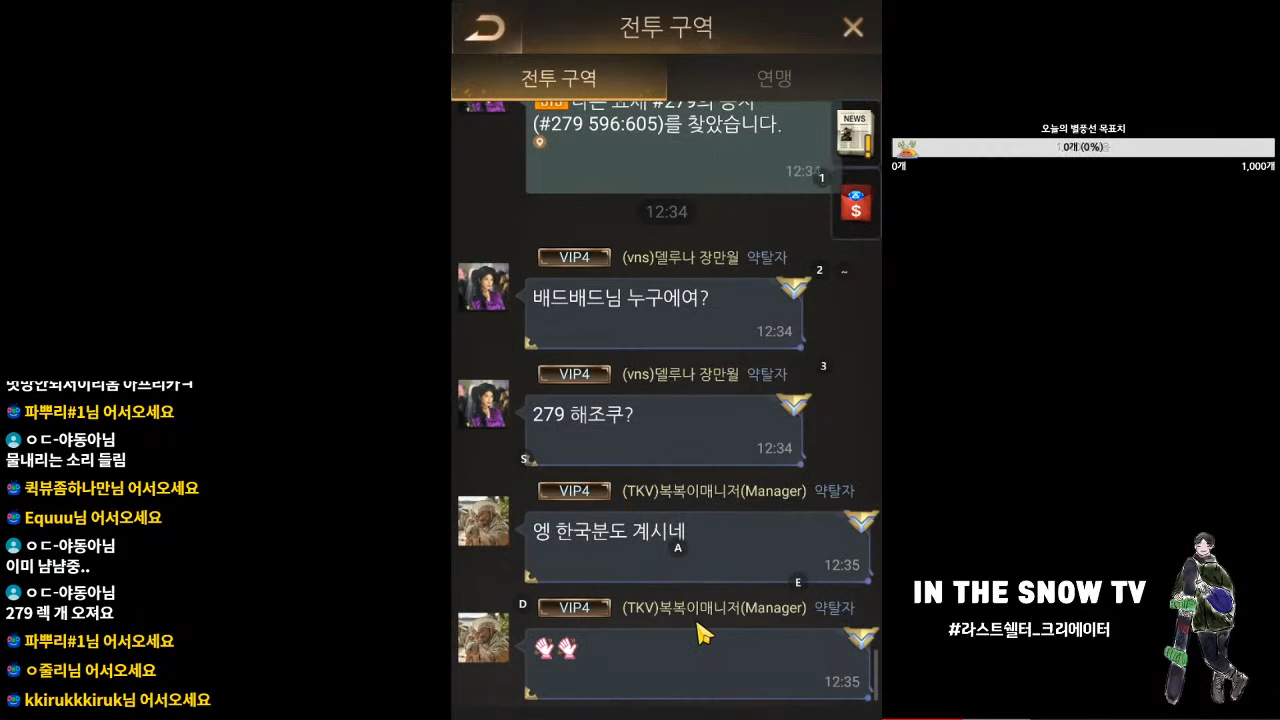 전투 구역
전투 구역
연맹
(#279 596:605)를 찾았습니다.
12:34
NEWS
1
$
12:34
VIP4 (vns)델루나 장만월 약탈자
2 ~
배드배드님 누구에여?
12:34
VIP4 (vns)델루나 장만월 약탈자
3
279 해조쿠?
12:34
S
VIP4 (TKV)복복이매니저(Manager) 약탈자
엥 한국분도 계시네
A
12:35
E
D
VIP4 (TKV)복복이매니저(Manager) 약탈자
12:35
파뿌리#1님 어서오세요
ㅇㄷ-야동아님
물내리는 소리 들림
퀵뷰좀하나만님 어서오세요
Equuu님 어서오세요
ㅇㄷ-야동아님
이미 냠냠중..
ㅇㄷ-야동아님
279 렉 개 오져요
파뿌리#1님 어서오세요
ㅇ줄리님 어서오세요
kkirukkkiruk님 어서오세요
오늘의 별풍선 목표치
0개 (0%)
0개
1,000개
IN THE SNOW TV
#라스트쉘터_크리에이터